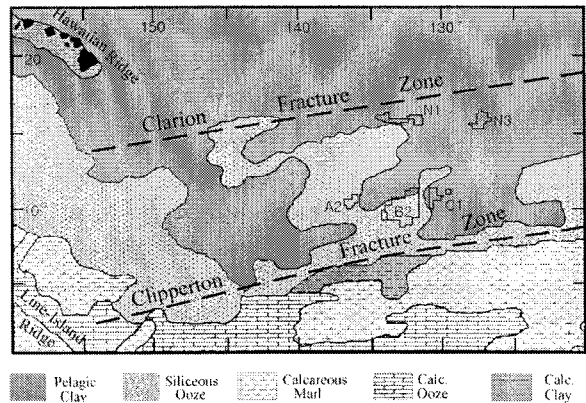 150 140 130
Hawaiian Ridge
20
Clarion Fracture Zone
N1
N3
10°
A2
B2
C1
Clipperton Fracture Zone
Line-Island
Ridge
Pelagic
Clay
Siliceous
Ooze
Calcareous
Marl
Calc.
Ooze
Calc.
Clay